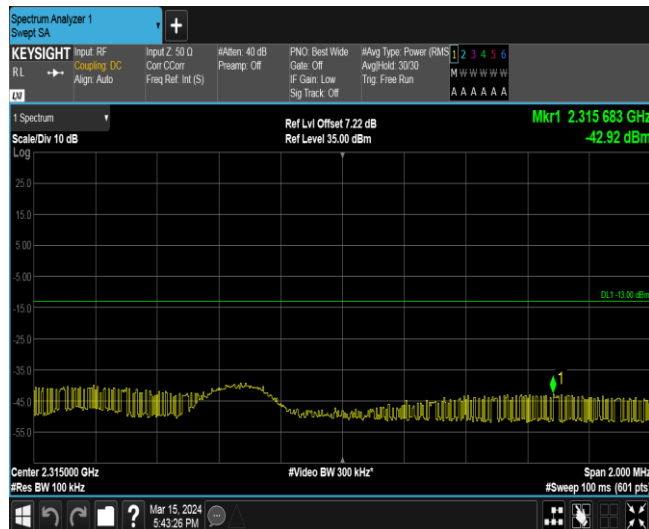 Spectrum Analyzer 1
Swept SA
+
KEYSIGHT
RL
LXI
Input: RF
Coupling: DC
Align: Auto
Input Z: 50 Ω
Corr CCorr
Freq Ref: Int (S)
#Atten: 40 dB
Preamp: Off
PNO: Best Wide
Gate: Off
IF Gain: Low
Sig Track: Off
#Avg Type: Power (RMS
Avg|Hold: 30/30
Trig: Free Run
1 2 3 4 5 6
M W W W W W
A A A A A A
1 Spectrum
Scale/Div 10 dB
Log
Ref Lvl Offset 7.22 dB
Ref Level 35.00 dBm
Mkr1 2.315 683 GHz
-42.92 dBm
25.0
15.0
5.00
-5.00
DL1 -13.00 dBm
-15.0
-25.0
-35.0
1
-45.0
-55.0
Center 2.315000 GHz
#Res BW 100 kHz
#Video BW 300 kHz*
Span 2.000 MHz
#Sweep 100 ms (601 pts)
?
Mar 15, 2024
5:43:26 PM